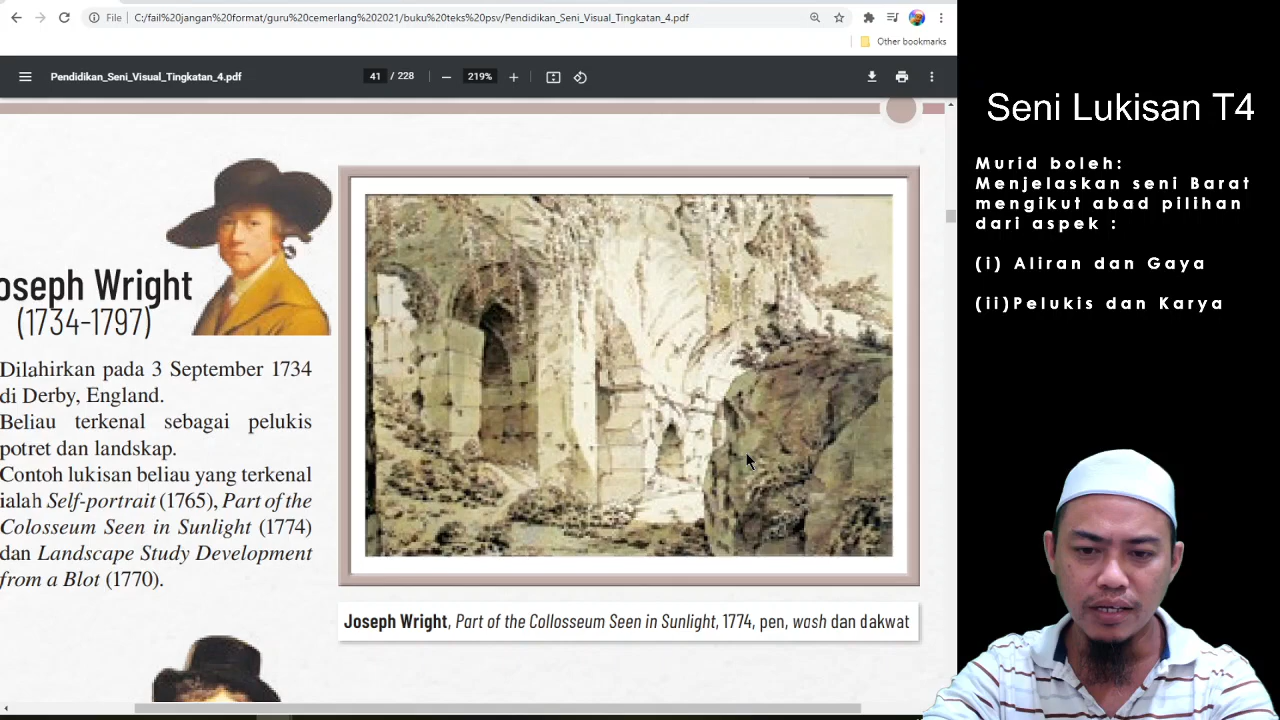 File | C:/fail%20jangan%20format/guru%20cemerlang%202021/buku%20teks%20psv/Pendidikan_Seni_Visual_Tingkatan_4.pdf
Other bookmarks
Pendidikan_Seni_Visual_Tingkatan_4.pdf
41 / 228
219%
oseph Wright
(1734-1797)
Dilahirkan pada 3 September 1734
di Derby, England.
Beliau terkenal sebagai pelukis
potret dan landskap.
Contoh lukisan beliau yang terkenal
ialah Self-portrait (1765), Part of the
Colosseum Seen in Sunlight (1774)
dan Landscape Study Development
from a Blot (1770).
Joseph Wright, Part of the Collosseum Seen in Sunlight, 1774, pen, wash dan dakwat
Seni Lukisan T4
Murid boleh:
Menjelaskan seni Barat
mengikut abad pilihan
dari aspek :
(i) Aliran dan Gaya
(ii)Pelukis dan Karya